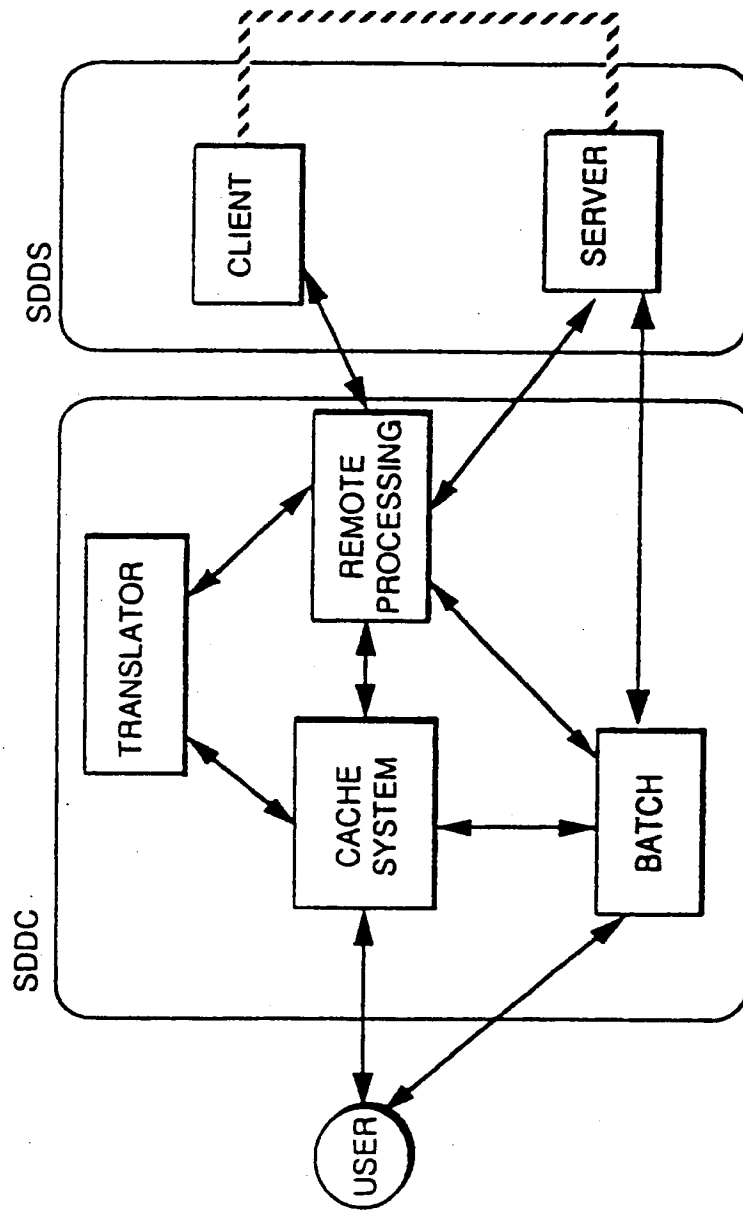 SDDC
SDDS
TRANSLATOR
CLIENT
USER
CACHE
SYSTEM
REMOTE
PROCESSING
BATCH
SERVER